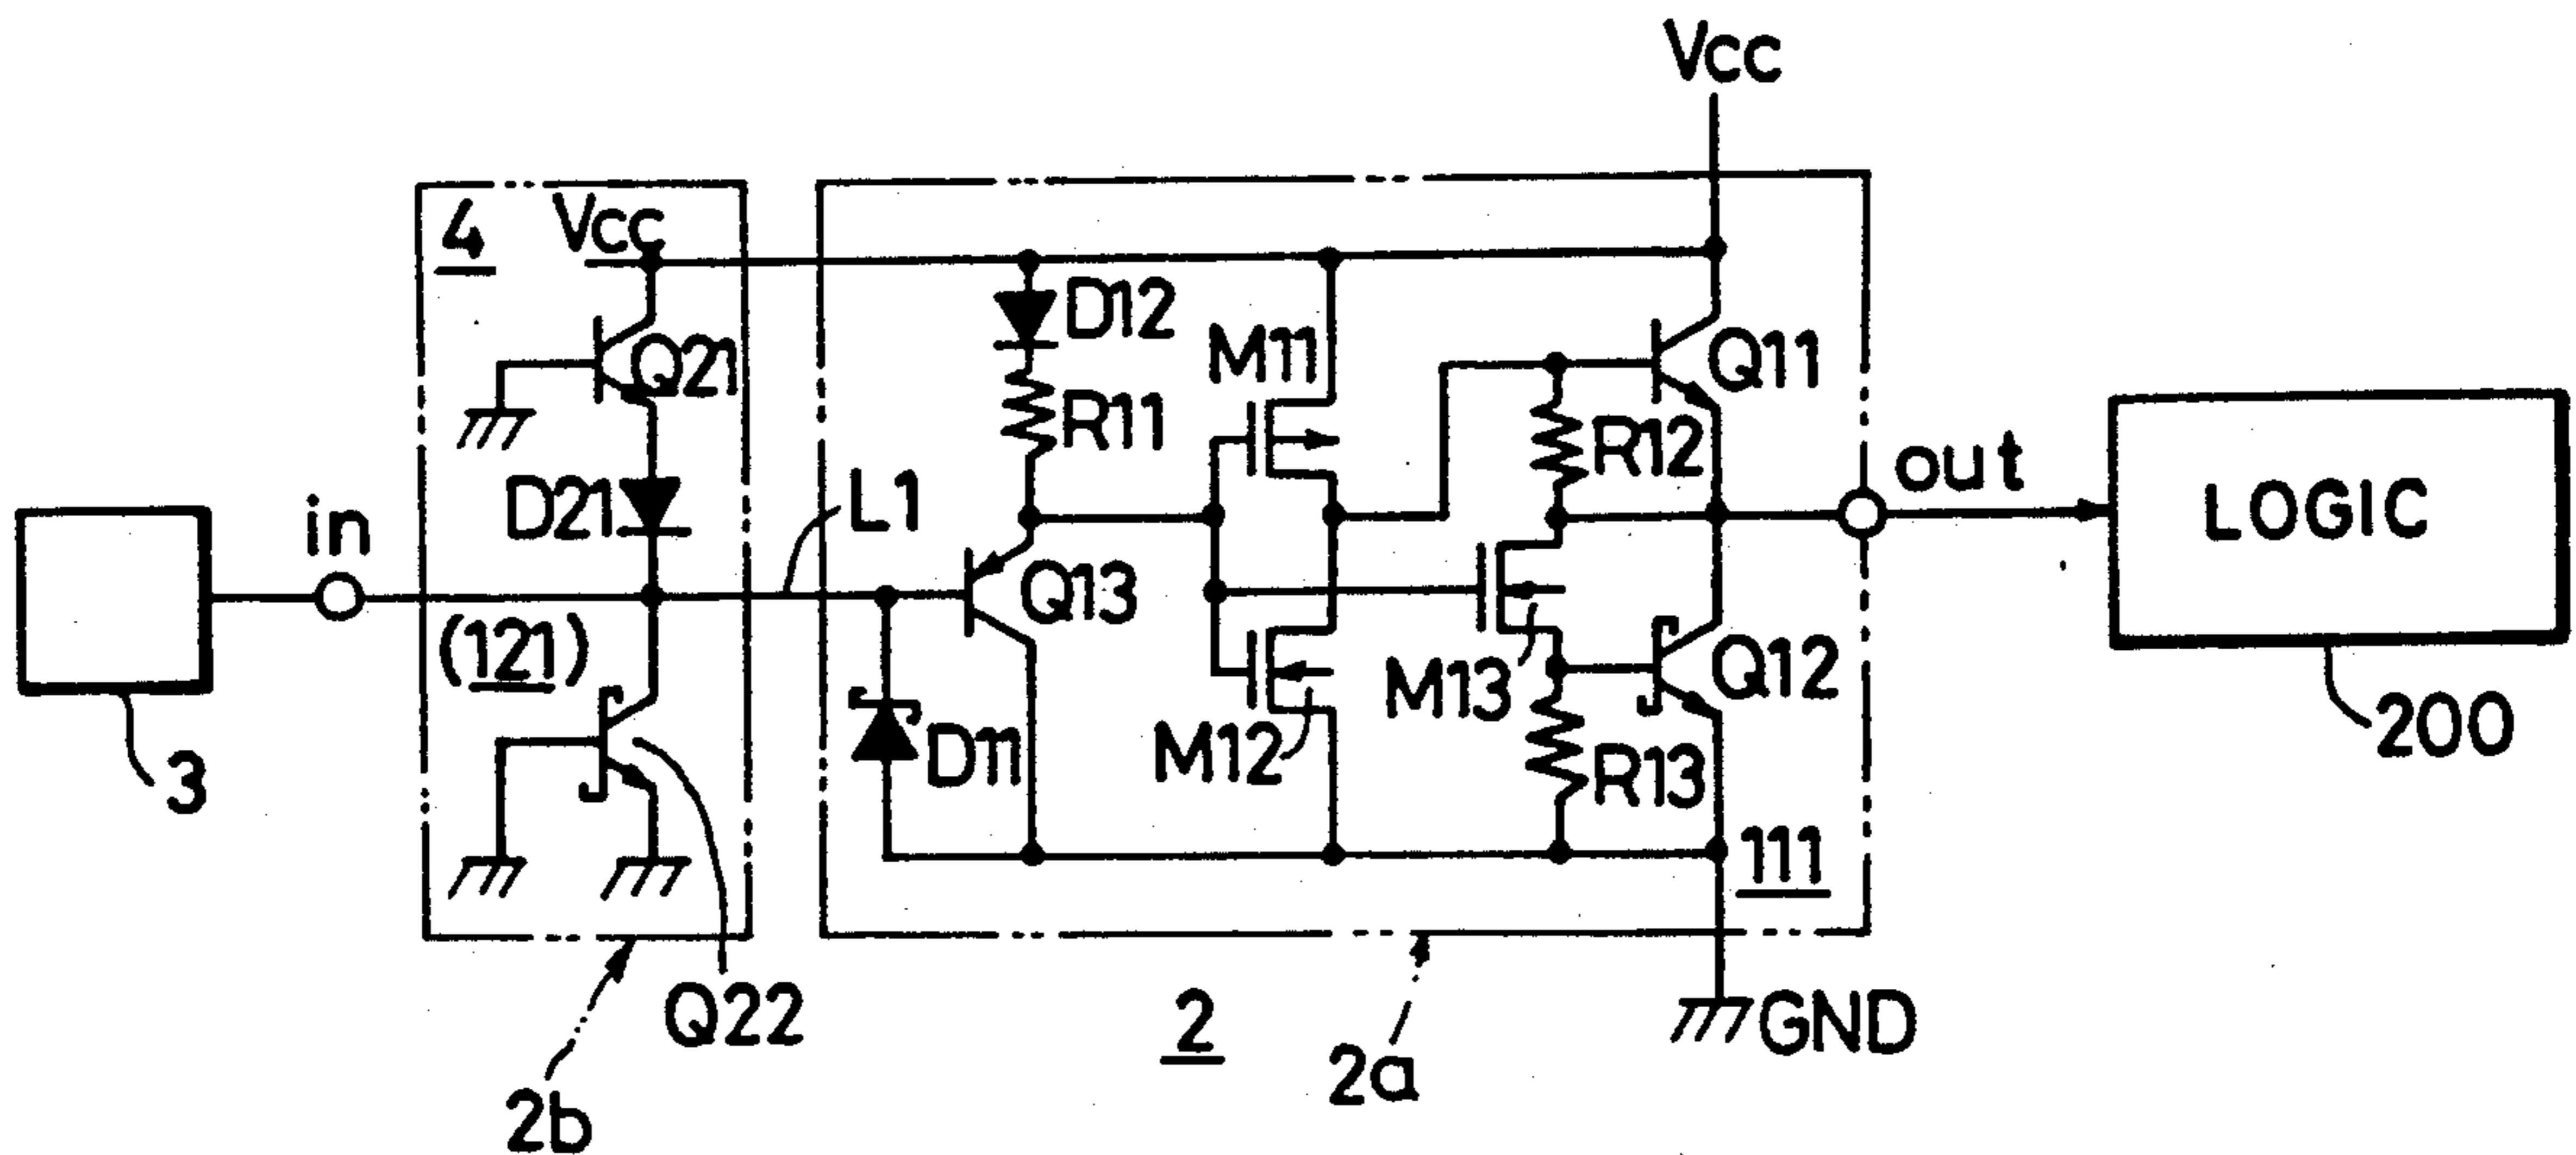 Vcc
4
Vcc
Q21
D12
M11
Q11
R11
R12
out
in
D21
L1
LOGIC
(121)
Q13
M13
Q12
M12
D11
R13
200
3
111
Q22
2
2a
GND
2b